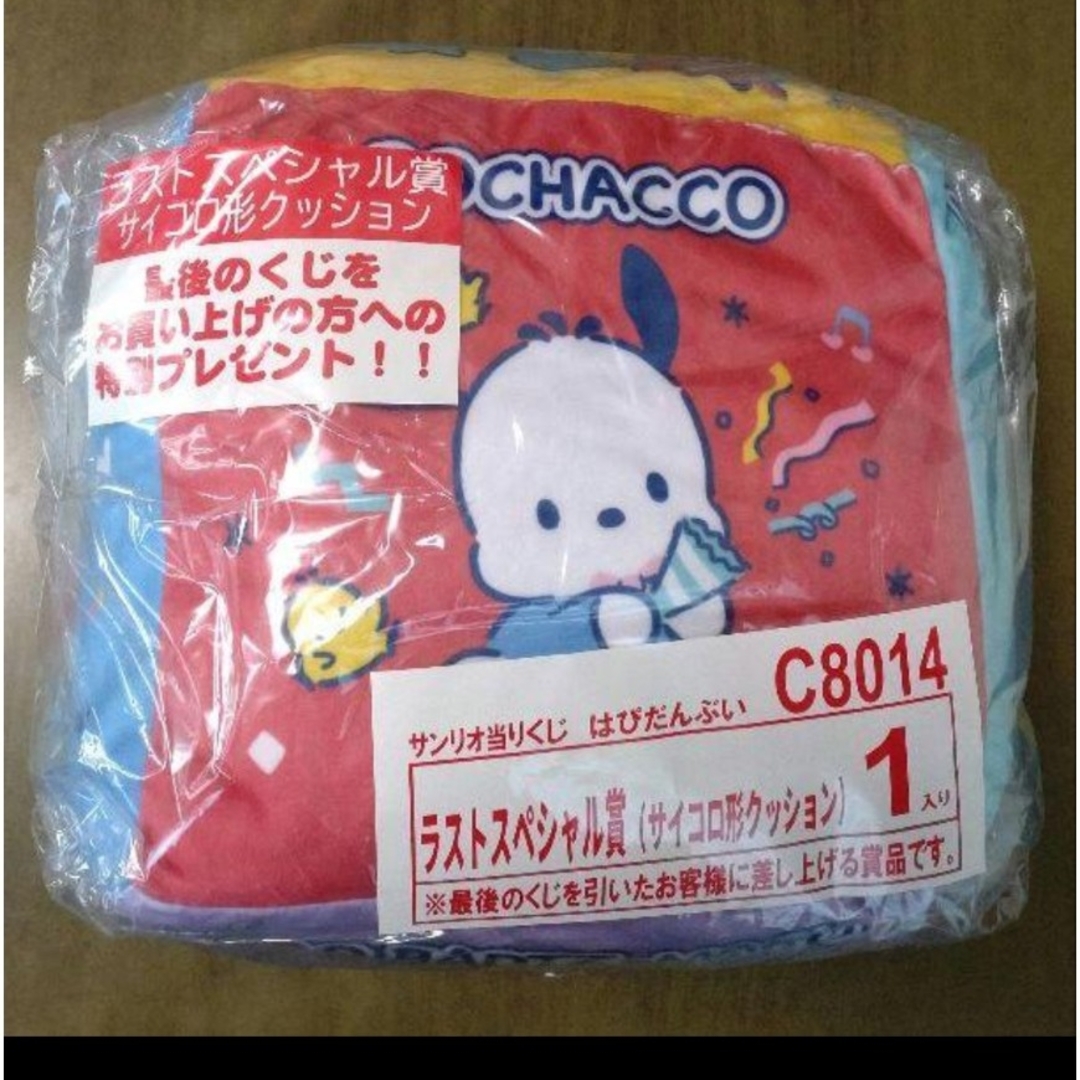 ラストスペシャル賞
サイコロ形クッション
最後のくじを
お買い上げの方への
特別プレゼント！！
OCHACCO
サンリオ当りくじ はぴだんぶい C8014
ラストスペシャル賞（サイコロ形クッション） 1入り
※最後のくじを引いたお客様に差し上げる賞品です。